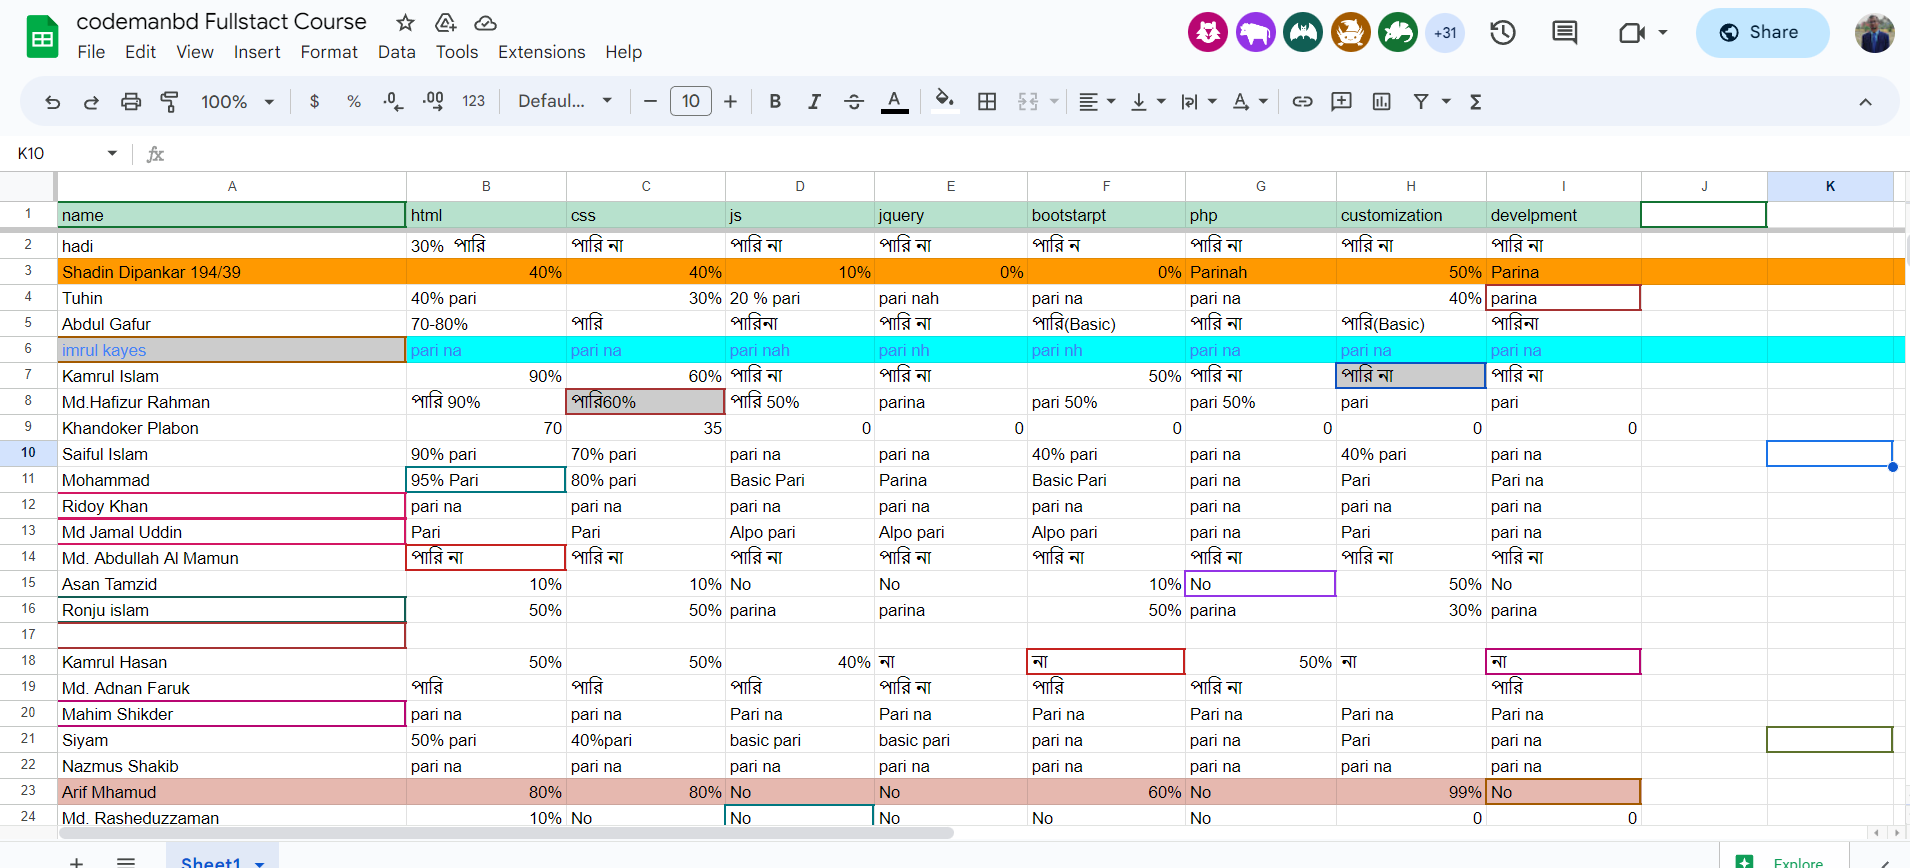 codemanbd Fullstact Course
+31
Share
File Edit View Insert Format Data Tools Extensions Help
100% $ % .0 .00 123 Defaul... 10 B I A
K10 fx
A B C D E F G H I J K
1 name html css js jquery bootstarpt php customization develpment
2 hadi 30% পারি পারি না পারি না পারি না পারি ন পারি না পারি না পারি না
3 Shadin Dipankar 194/39 40% 40% 10% 0% 0% Parinah 50% Parina
4 Tuhin 40% pari 30% 20 % pari pari nah pari na pari na 40% parina
5 Abdul Gafur 70-80% পারি পারিনা পারি না পারি(Basic) পারি না পারি(Basic) পারিনা
6 imrul kayes pari na pari na pari nah pari nh pari nh pari na pari na pari na
7 Kamrul Islam 90% 60% পারি না পারি না 50% পারি না পারি না পারি না
8 Md.Hafizur Rahman পারি 90% পারি60% পারি 50% parina pari 50% pari 50% pari pari
9 Khandoker Plabon 70 35 0 0 0 0 0 0
10 Saiful Islam 90% pari 70% pari pari na pari na 40% pari pari na 40% pari pari na
11 Mohammad 95% Pari 80% pari Basic Pari Parina Basic Pari pari na Pari Pari na
12 Ridoy Khan pari na pari na pari na pari na pari na pari na pari na pari na
13 Md Jamal Uddin Pari Pari Alpo pari Alpo pari Alpo pari pari na Pari pari na
14 Md. Abdullah Al Mamun পারি না পারি না পারি না পারি না পারি না পারি না পারি না পারি না
15 Asan Tamzid 10% 10% No No 10% No 50% No
16 Ronju islam 50% 50% parina parina 50% parina 30% parina
17
18 Kamrul Hasan 50% 50% 40% না না 50% না না
19 Md. Adnan Faruk পারি পারি পারি পারি না পারি পারি না পারি
20 Mahim Shikder pari na pari na Pari na Pari na Pari na Pari na Pari na Pari na
21 Siyam 50% pari 40%pari basic pari basic pari pari na pari na Pari pari na
22 Nazmus Shakib pari na pari na pari na pari na pari na pari na pari na pari na
23 Arif Mhamud 80% 80% No No 60% No 99% No
24 Md. Rasheduzzaman 10% No No No No No 0 0
Sheet1 Explore